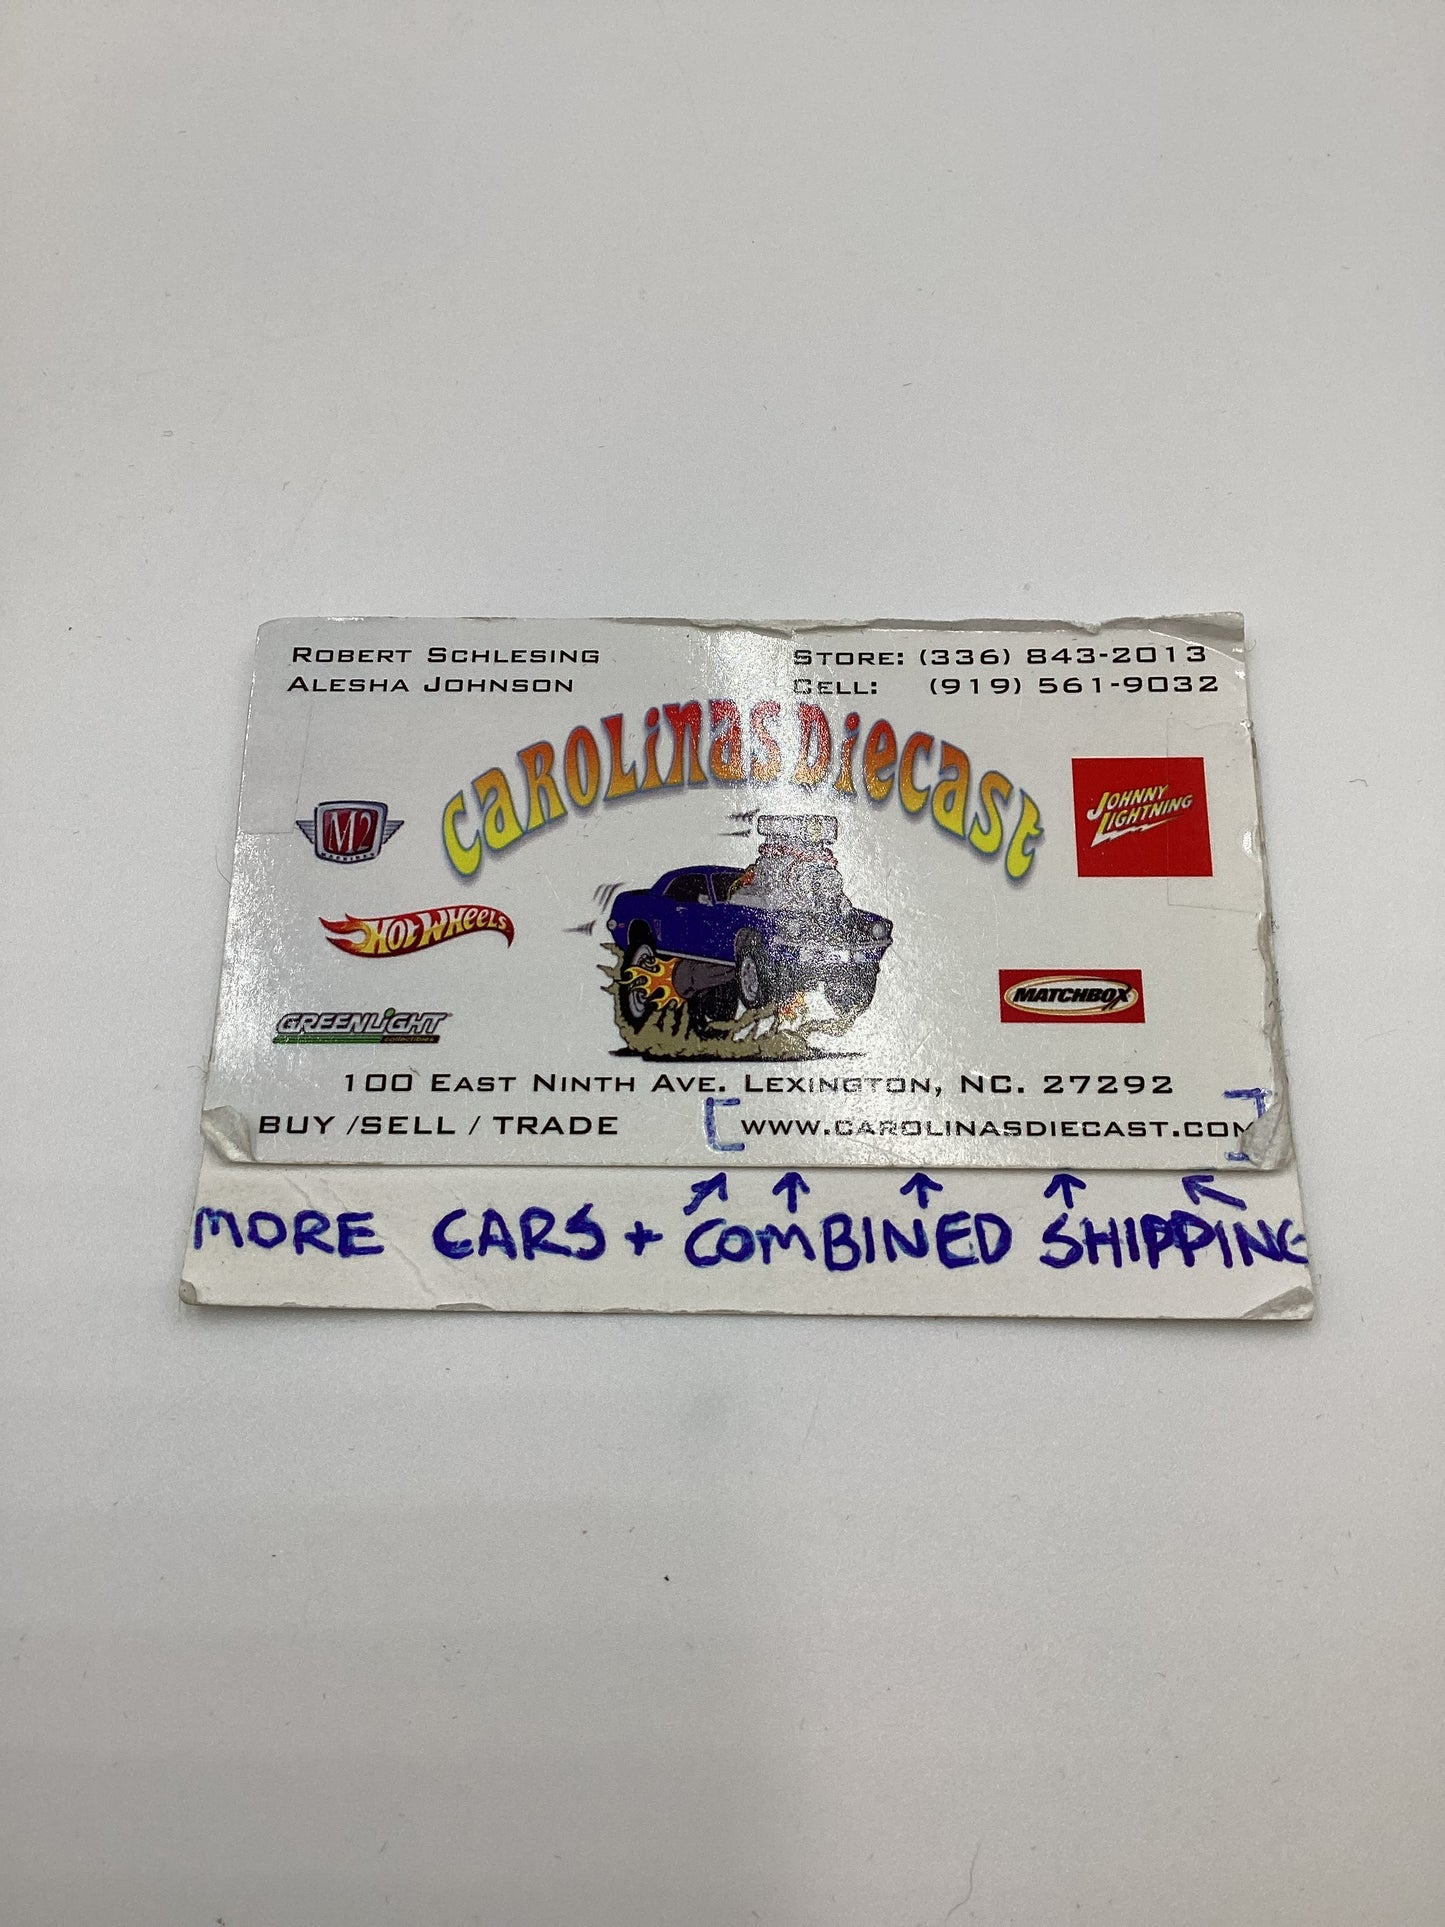 ROBERT SCHLESING
ALESHA JOHNSON
STORE: (336) 843-2013
CELL: (919) 561-9032
CAROLINAS DIECAST
M2
MACHINES
JOHNNY
LIGHTNING
HOT WHEELS
MATCHBOX
GREENLIGHT
collectibles
100 EAST NINTH AVE. LEXINGTON, NC. 27292
BUY /SELL / TRADE
[WWW.CAROLINASDIECAST.COM]
MORE CARS + COMBINED SHIPPING